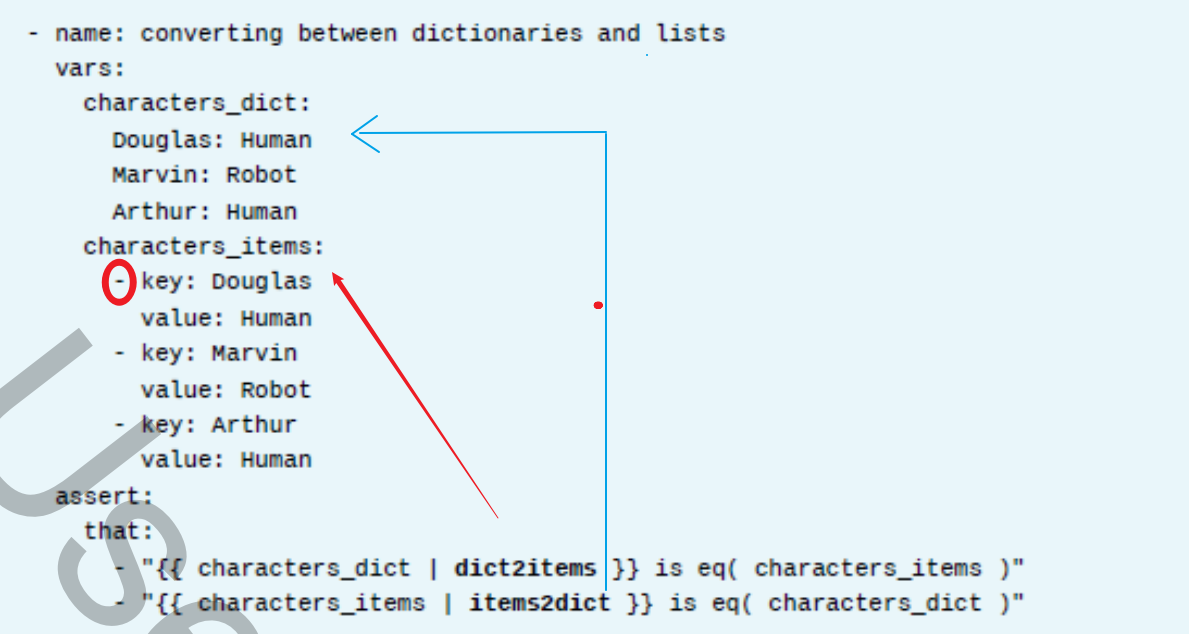 - name: converting between dictionaries and lists
  vars:
    characters_dict:
      Douglas: Human
      Marvin: Robot
      Arthur: Human
    characters_items:
      - key: Douglas
        value: Human
      - key: Marvin
        value: Robot
      - key: Arthur
        value: Human
  assert:
    that:
      - "{{ characters_dict | dict2items }} is eq( characters_items )"
      - "{{ characters_items | items2dict }} is eq( characters_dict )"